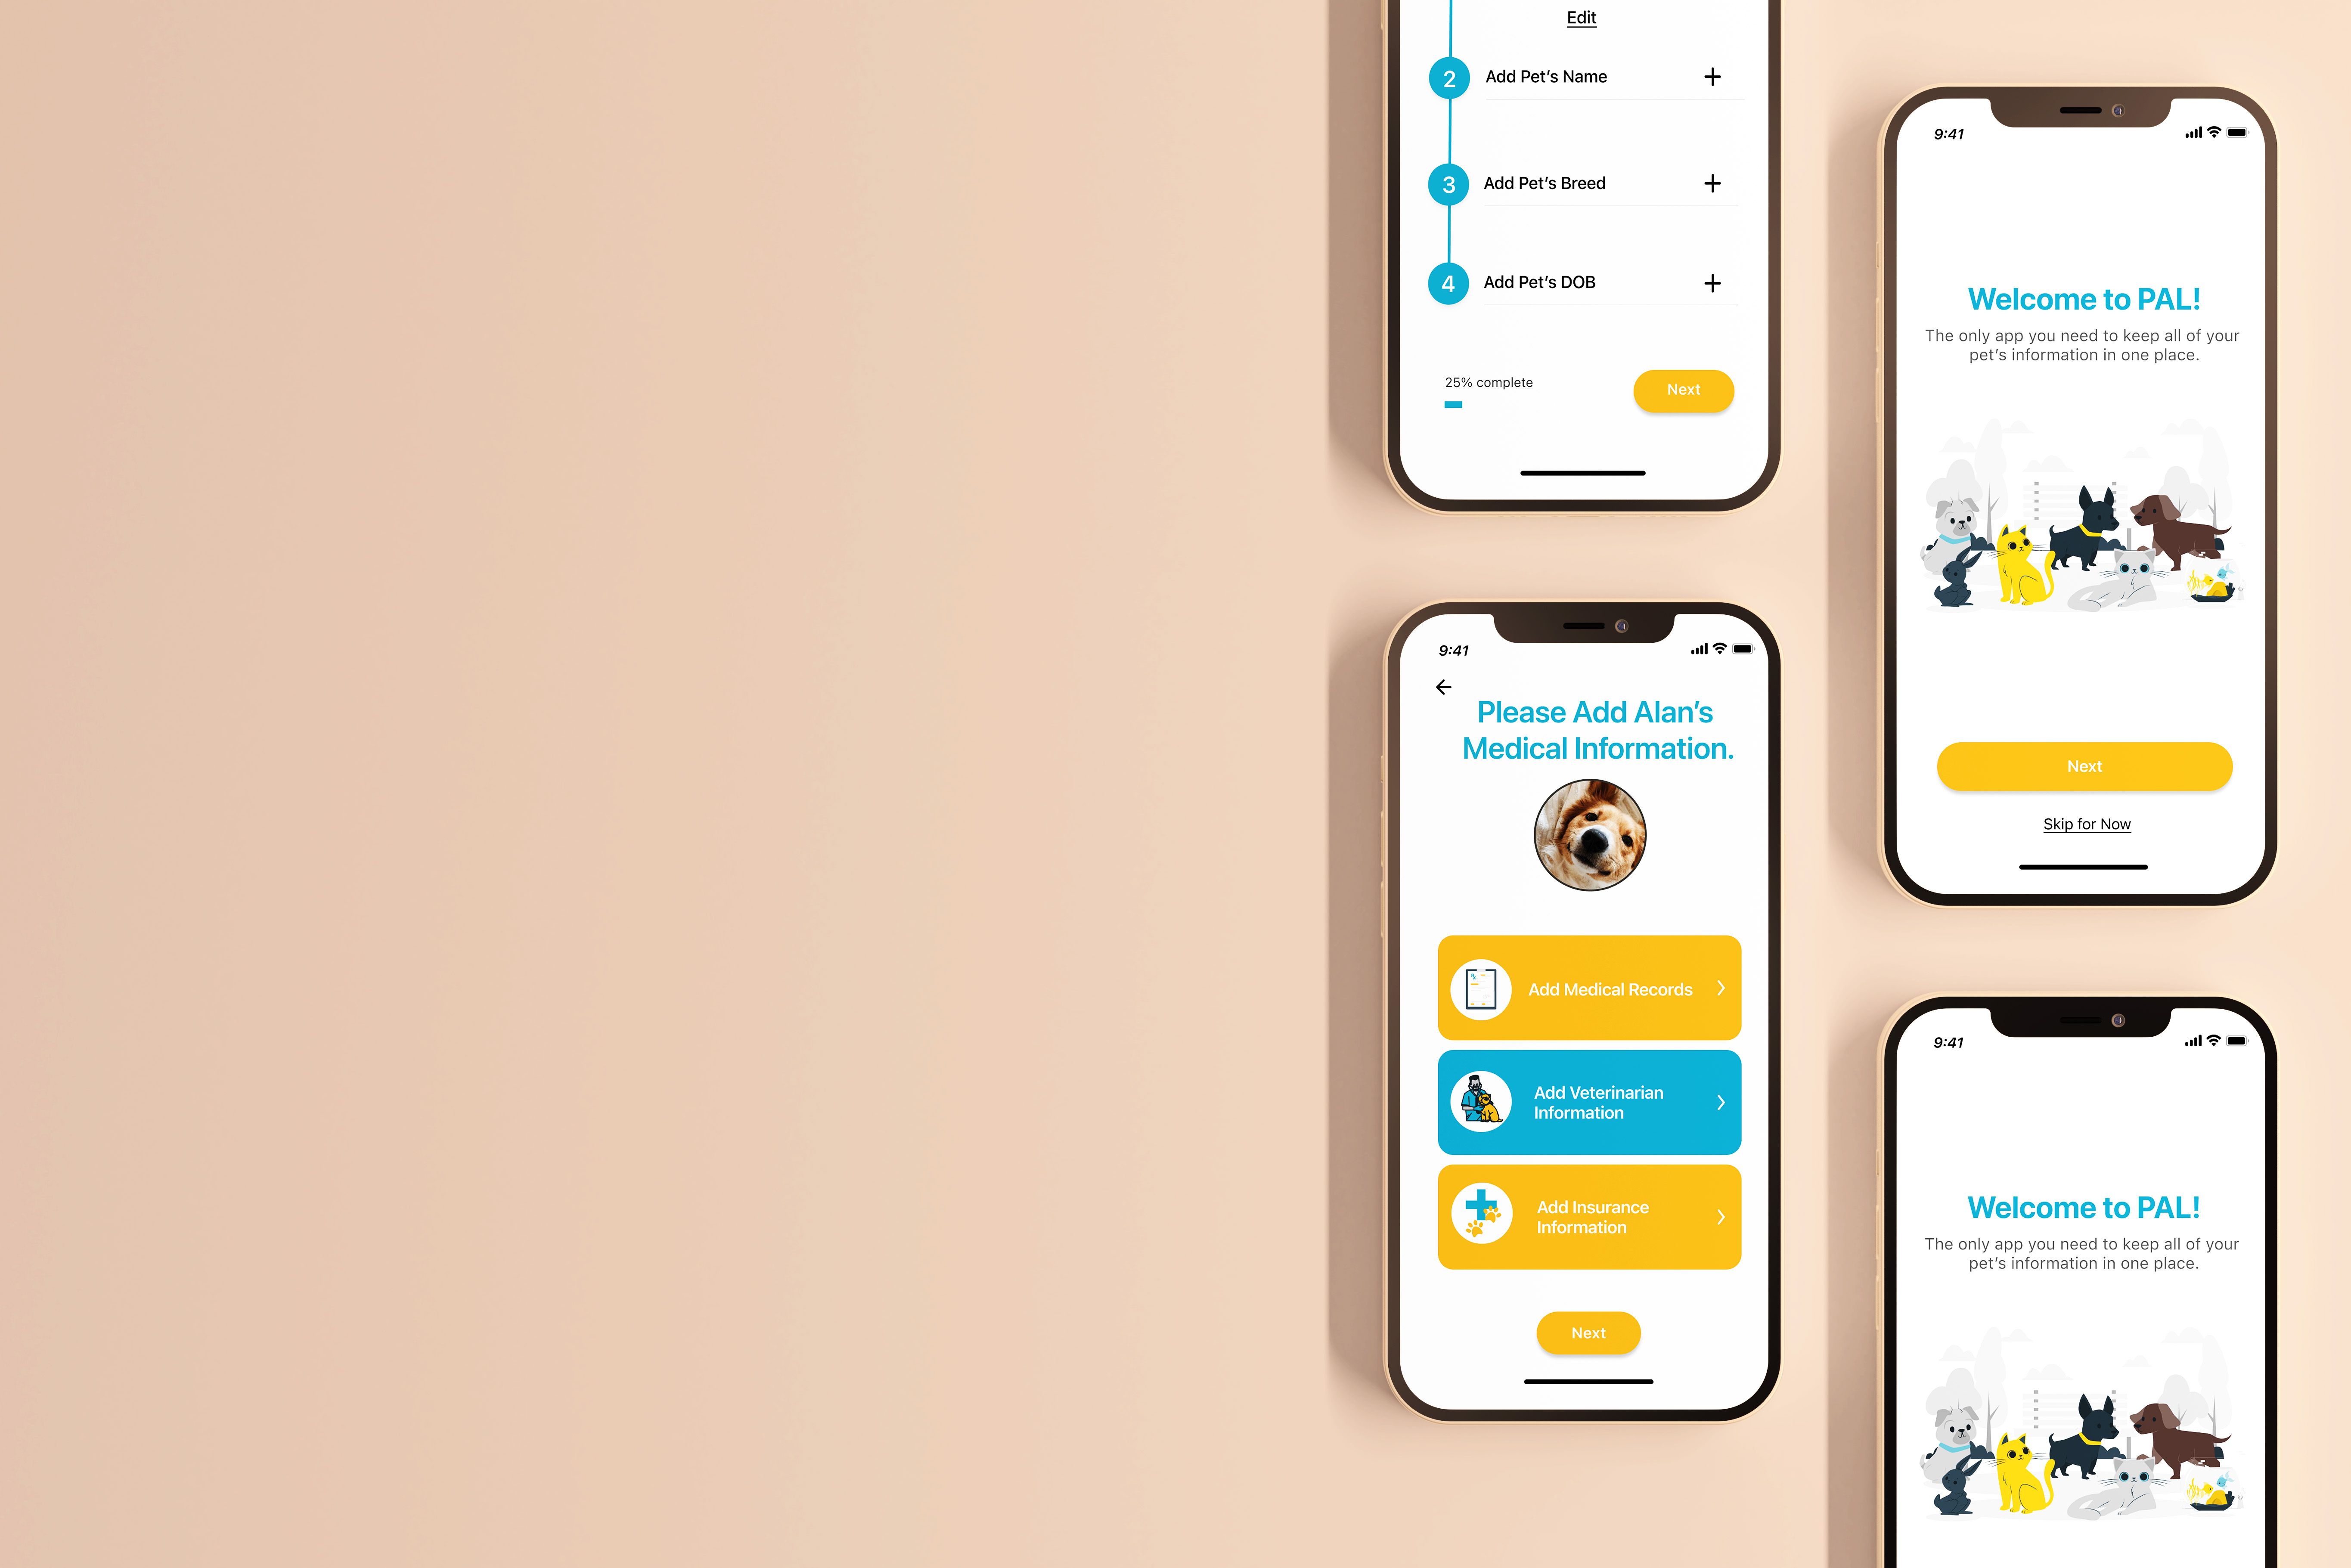 Edit
2
Add Pet's Name
3
Add Pet's Breed
4
Add Pet's DOB
25% complete
Next
9:41
Please Add Alan's
Medical Information.
Add Medical Records
Add Veterinarian
Information
Add Insurance
Information
Next
9:41
Welcome to PAL!
The only app you need to keep all of your
pet's information in one place.
Next
Skip for Now
9:41
Welcome to PAL!
The only app you need to keep all of your
pet's information in one place.